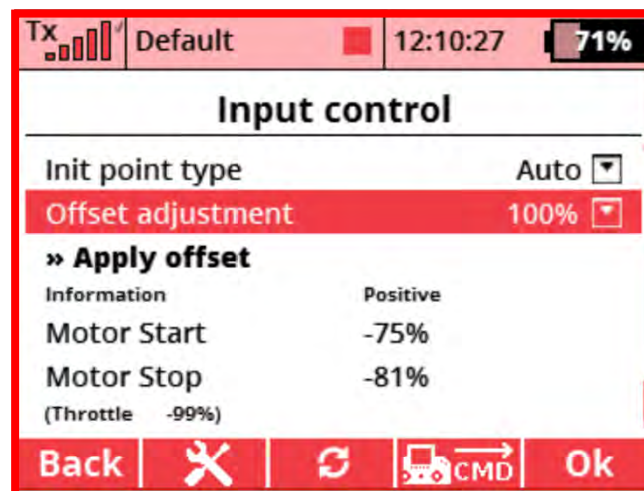 Tx Default 12:10:27 71%
Input control
Init point type Auto
Offset adjustment 100%
» Apply offset
Information Positive
Motor Start -75%
Motor Stop -81%
(Throttle -99%)
Back CMD Ok